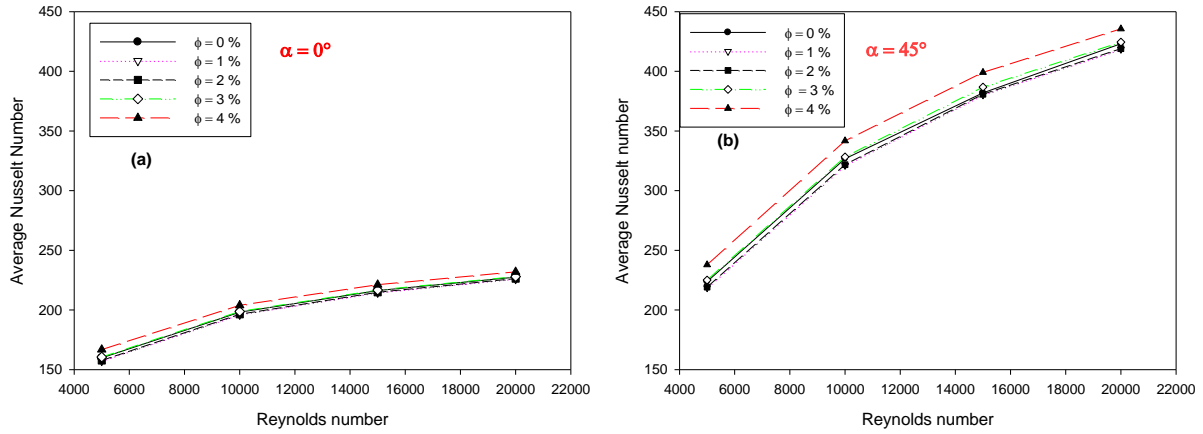 450
400
350
300
250
200
150
4000 6000 8000 10000 12000 14000 16000 18000 20000 22000
Average Nusselt Number
Reynolds number
ϕ = 0 %
ϕ = 1 %
ϕ = 2 %
ϕ = 3 %
ϕ = 4 %
α = 0°
(a)
450
400
350
300
250
200
150
4000 6000 8000 10000 12000 14000 16000 18000 20000 22000
Average Nusselt number
Reynolds number
ϕ = 0 %
ϕ = 1 %
ϕ = 2 %
ϕ = 3 %
ϕ = 4 %
α = 45°
(b)